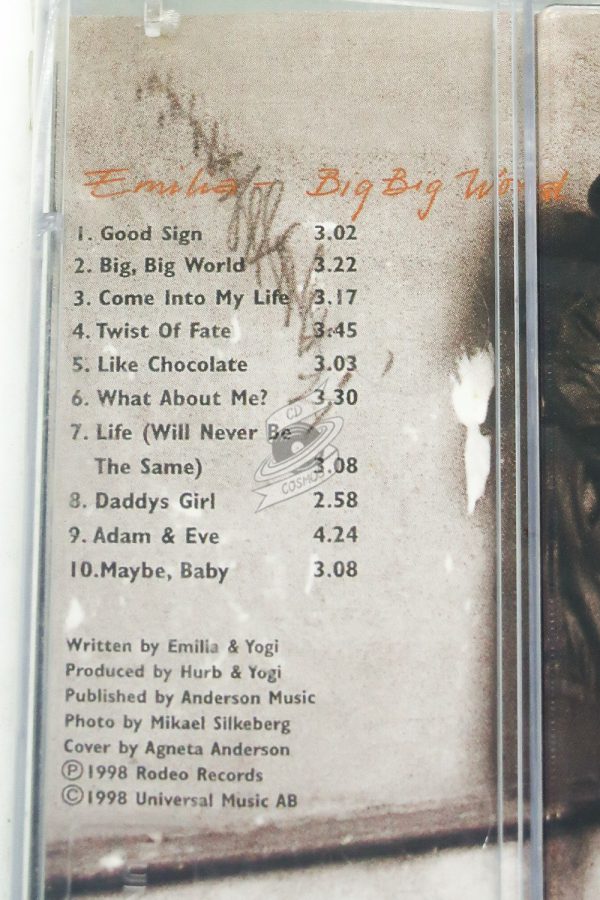 Emilia - Big Big World
1. Good Sign 3.02
2. Big, Big World 3.22
3. Come Into My Life 3.17
4. Twist Of Fate 3.45
5. Like Chocolate 3.03
6. What About Me? 3.30
7. Life (Will Never Be
The Same) 3.08
8. Daddys Girl 2.58
9. Adam & Eve 4.24
10.Maybe, Baby 3.08
CD
COSMOS
Written by Emilia & Yogi
Produced by Hurb & Yogi
Published by Anderson Music
Photo by Mikael Silkeberg
Cover by Agneta Anderson
Ⓟ1998 Rodeo Records
©1998 Universal Music AB